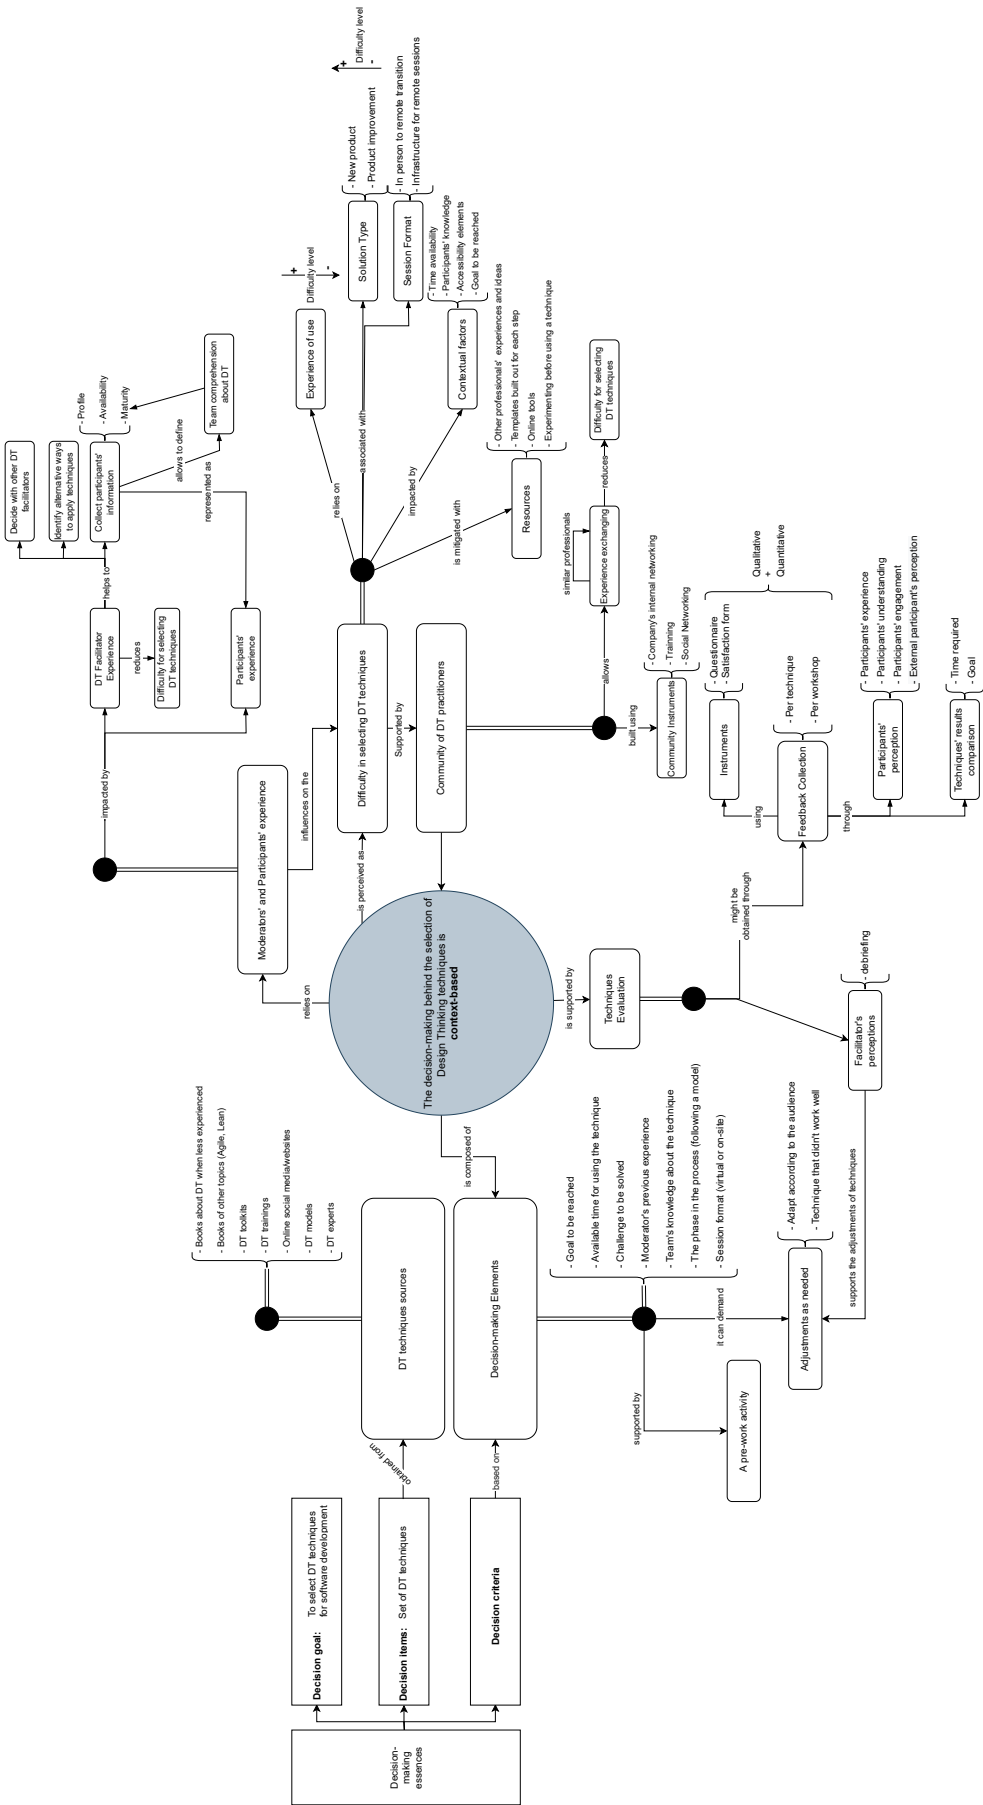 Decision-
making
essences
Decision goal:
To select DT techniques
for software development
Decision items: Set of DT techniques
Decision criteria
obtained from
based on
DT techniques sources
- Books about DT when less experienced
- Books of other topics (Agile, Lean)
- DT toolkits
- DT trainings
- Online social media/websites
- DT models
- DT experts
Decision-making Elements
- Goal to be reached
- Available time for using the technique
- Challenge to be solved
- Moderator's previous experience
- Team's knowledge about the technique
- The phase in the process (following a model)
- Session format (virtual or on-site)
supported by
A pre-work activity
it can demand
Adjustments as needed
- Adapt according to the audience
- Technique that didn't work well
supports the adjustments of techniques
is composed of
The decision-making behind the selection of
Design Thinking techniques is
context-based
relies on
is perceived as
is supported by
Techniques
Evaluation
might be
obtained through
Facilitator's
perceptions
- debriefing
Feedback Collection
- Per technique
- Per workshop
using
through
Instruments
- Questionnaire
- Satisfaction form
Qualitative
+
Quantitative
Participants'
perception
- Participants' experience
- Participants' understanding
- Participants' engagement
- External participant's perception
Techniques' results
comparison
- Time required
- Goal
Moderators' and Participants' experience
influences on the
impacted by
DT Facilitator
Experience
reduces
Difficulty for selecting
DT techniques
Participants'
experience
helps to
Decide with other DT
facilitators
Identify alternative ways
to apply techniques
Collect participants'
information
- Profile
- Availability
- Maturity
allows to define
represented as
Team comprehension
about DT
Difficulty in selecting DT techniques
Supported by
Community of DT practitioners
relies on
associated with
impacted by
is mitigated with
Experience of use
+
Difficulty level
-
Solution Type
- New product
- Product improvement
+
Difficulty level
-
Session Format
- In person to remote transition
- Infrastructure for remote sessions
Contextual factors
- Time availability
- Participants' knowledge
- Accessibility elements
- Goal to be reached
Resources
- Other professionals' experiences and ideas
- Templates built out for each step
- Online tools
- Experimenting before using a technique
allows
built using
Community Instruments
- Company's internal networking
- Trainning
- Social Networking
similar professionals
Experience exchanging
reduces
Difficulty for selecting
DT techniques